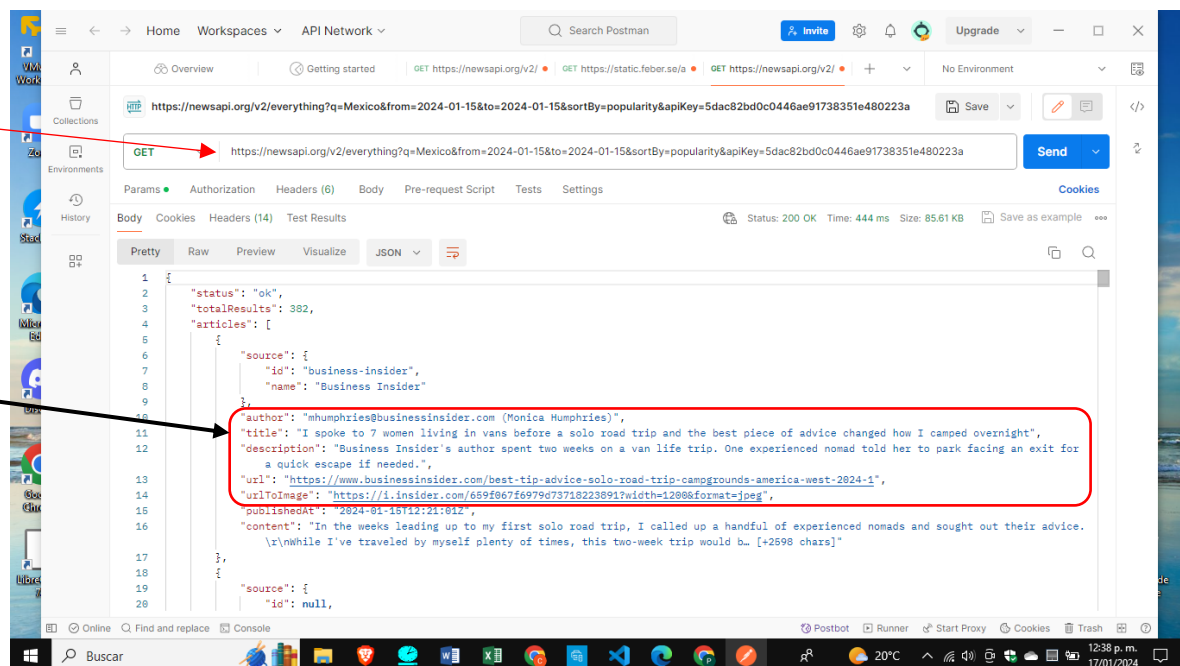 Home Workspaces API Network Search Postman Invite Upgrade
Overview Getting started GET https://newsapi.org/v2/ GET https://static.feber.se/a GET https://newsapi.org/v2/ No Environment
HTTP https://newsapi.org/v2/everything?q=Mexico&from=2024-01-15&to=2024-01-15&sortBy=popularity&apiKey=5dac82bd0c0446ae91738351e480223a Save
GET https://newsapi.org/v2/everything?q=Mexico&from=2024-01-15&to=2024-01-15&sortBy=popularity&apiKey=5dac82bd0c0446ae91738351e480223a Send
Collections
Environments
History
Params Authorization Headers (6) Body Pre-request Script Tests Settings Cookies
Body Cookies Headers (14) Test Results Status: 200 OK Time: 444 ms Size: 85.61 KB Save as example
Pretty Raw Preview Visualize JSON
1 {
2 "status": "ok",
3 "totalResults": 382,
4 "articles": [
5 {
6 "source": {
7 "id": "business-insider",
8 "name": "Business Insider"
9 },
10 "author": "mhumphries@businessinsider.com (Monica Humphries)",
11 "title": "I spoke to 7 women living in vans before a solo road trip and the best piece of advice changed how I camped overnight",
12 "description": "Business Insider's author spent two weeks on a van life trip. One experienced nomad told her to park facing an exit for
a quick escape if needed.",
13 "url": "https://www.businessinsider.com/best-tip-advice-solo-road-trip-campgrounds-america-west-2024-1",
14 "urlToImage": "https://i.insider.com/659f067f6979d73718223891?width=1200&format=jpeg",
15 "publishedAt": "2024-01-15T12:21:01Z",
16 "content": "In the weeks leading up to my first solo road trip, I called up a handful of experienced nomads and sought out their advice.
\r\nWhile I've traveled by myself plenty of times, this two-week trip would b… [+2598 chars]"
17 },
18 {
19 "source": {
20 "id": null,
Online Find and replace Console Postbot Runner Start Proxy Cookies Trash
Buscar 20°C 12:38 p. m.
17/01/2024